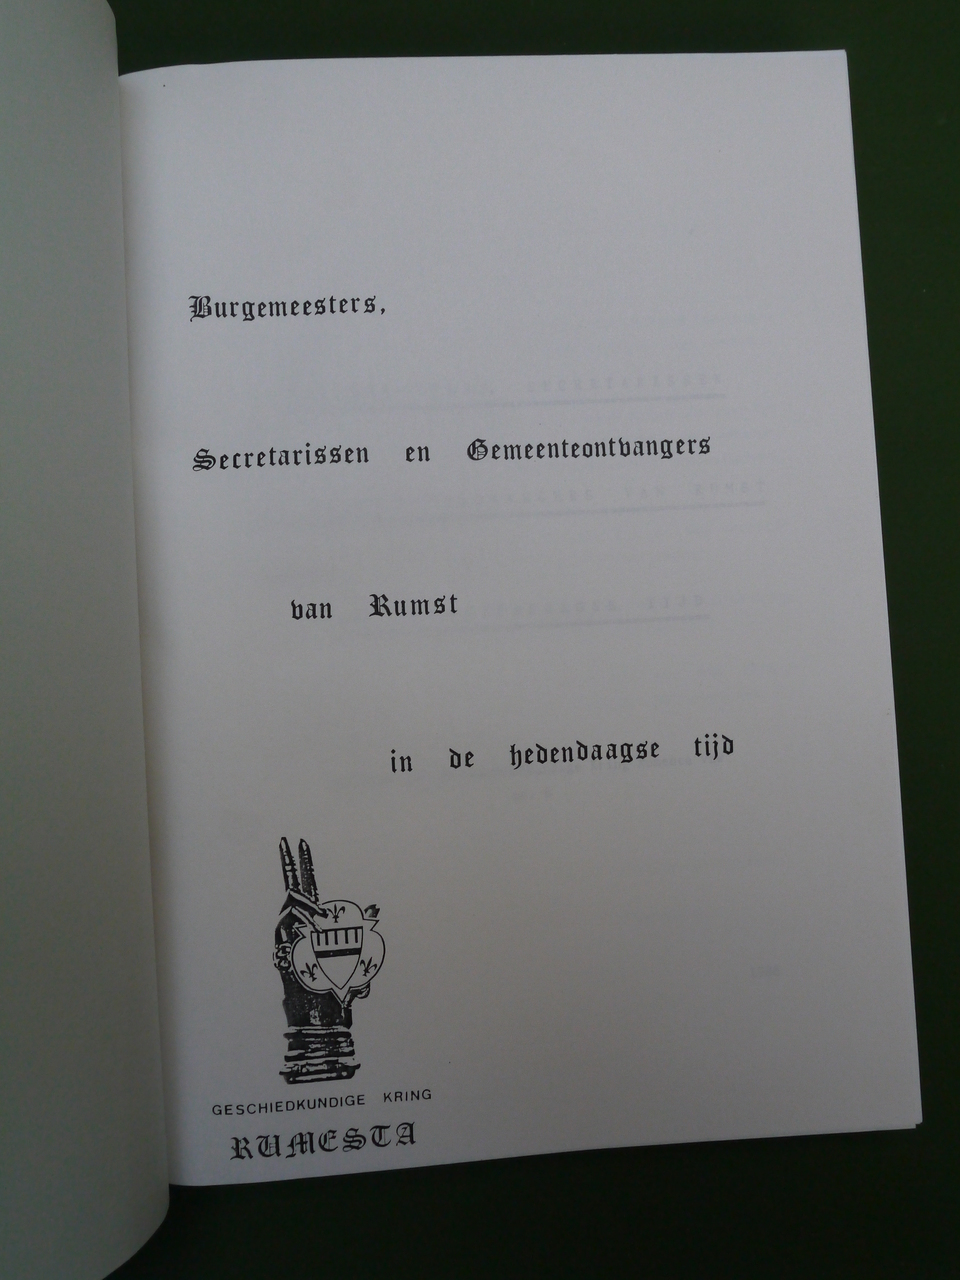 Burgemeesters,
Secretarissen en Gemeenteontvangers
van Rumst
in de hedendaagse tijd
GESCHIEDKUNDIGE KRING
RUMESTA